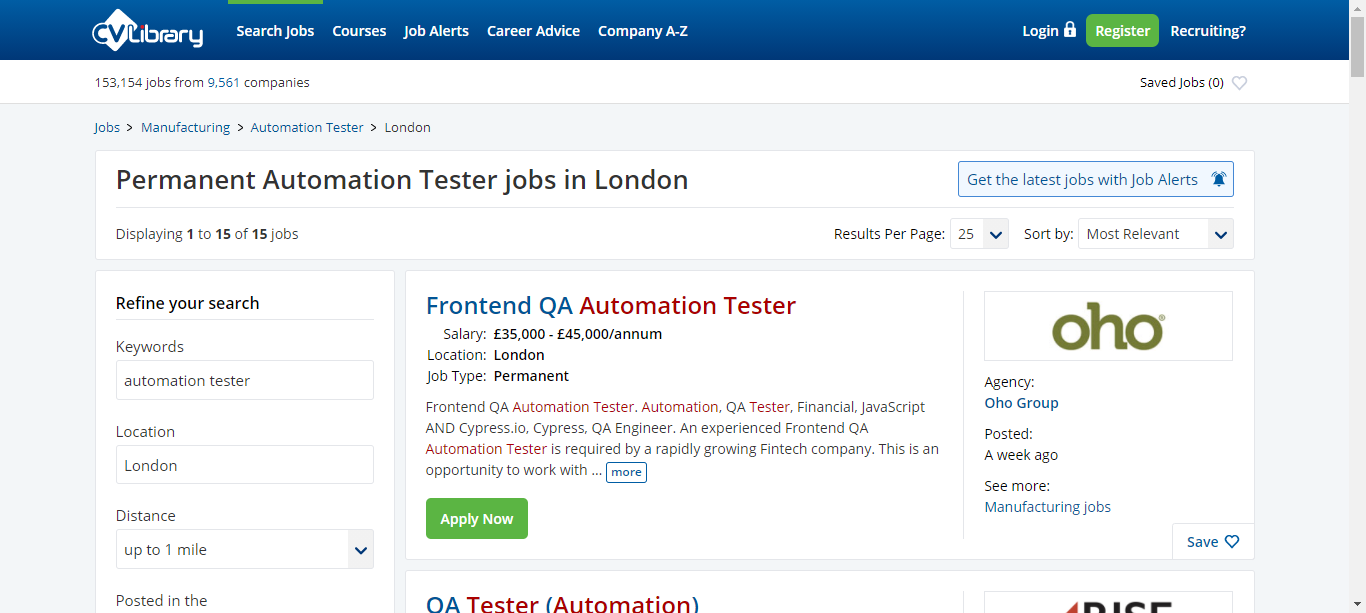 CVLibrary Search Jobs Courses Job Alerts Career Advice Company A-Z Login Register Recruiting?
153,154 jobs from 9,561 companies Saved Jobs (0)
Jobs > Manufacturing > Automation Tester > London
Permanent Automation Tester jobs in London Get the latest jobs with Job Alerts
Displaying 1 to 15 of 15 jobs Results Per Page: 25 Sort by: Most Relevant
Refine your search
Keywords
automation tester
Location
London
Distance
up to 1 mile
Posted in the
Frontend QA Automation Tester
Salary: £35,000 - £45,000/annum
Location: London
Job Type: Permanent
Frontend QA Automation Tester. Automation, QA Tester, Financial, JavaScript
AND Cypress.io, Cypress, QA Engineer. An experienced Frontend QA
Automation Tester is required by a rapidly growing Fintech company. This is an
opportunity to work with ... more
Apply Now
oho®
Agency:
Oho Group
Posted:
A week ago
See more:
Manufacturing jobs
Save
QA Tester (Automation)
RISE